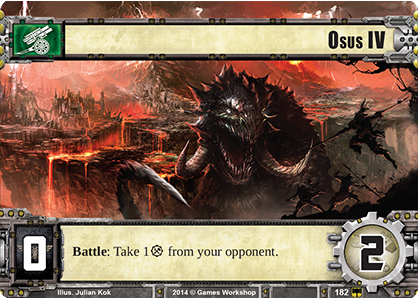 Osus IV
0
Battle: Take 1 from your opponent.
2
Illus. Julian Kok
2014 © Games Workshop
182